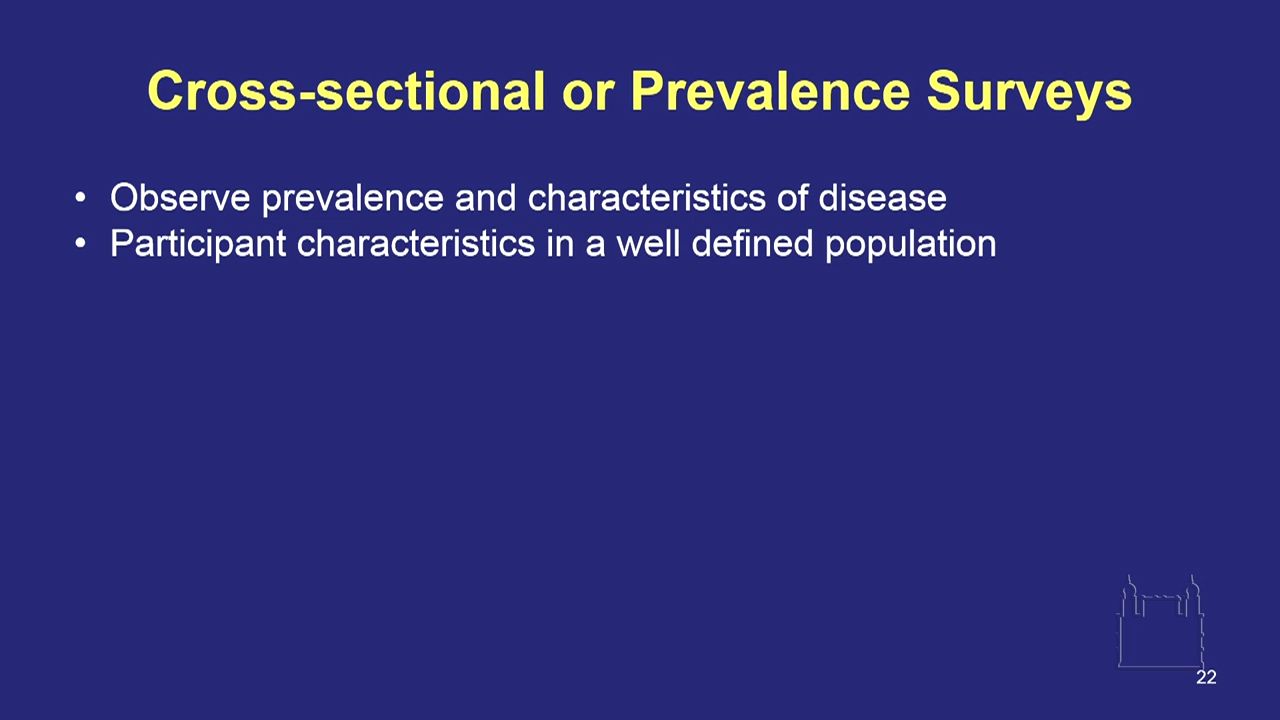 Cross-sectional or Prevalence Surveys
• Observe prevalence and characteristics of disease
• Participant characteristics in a well defined population
22